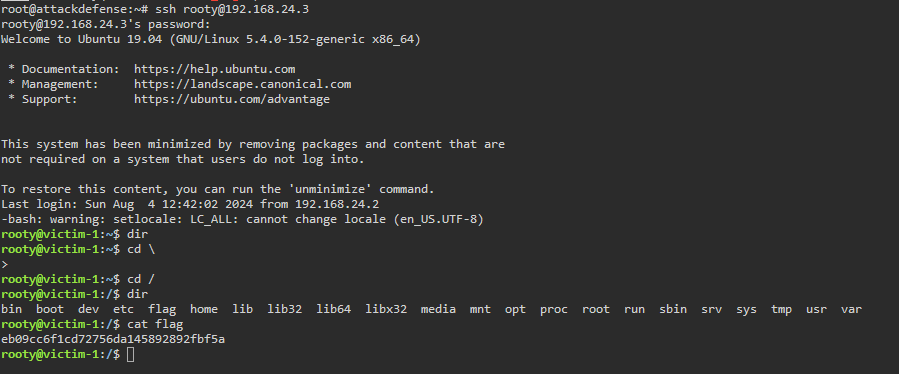 root@attackdefense:~# ssh rooty@192.168.24.3
rooty@192.168.24.3's password:
Welcome to Ubuntu 19.04 (GNU/Linux 5.4.0-152-generic x86_64)
* Documentation:  https://help.ubuntu.com
* Management:     https://landscape.canonical.com
* Support:        https://ubuntu.com/advantage
This system has been minimized by removing packages and content that are
not required on a system that users do not log into.
To restore this content, you can run the 'unminimize' command.
Last login: Sun Aug  4 12:42:02 2024 from 192.168.24.2
-bash: warning: setlocale: LC_ALL: cannot change locale (en_US.UTF-8)
rooty@victim-1:~$ dir
rooty@victim-1:~$ cd \
>
rooty@victim-1:~$ cd /
rooty@victim-1:/$ dir
bin  boot  dev  etc  flag  home  lib  lib32  lib64  libx32  media  mnt  opt  proc  root  run  sbin  srv  sys  tmp  usr  var
rooty@victim-1:/$ cat flag
eb09cc6f1cd72756da145892892fbf5a
rooty@victim-1:/$